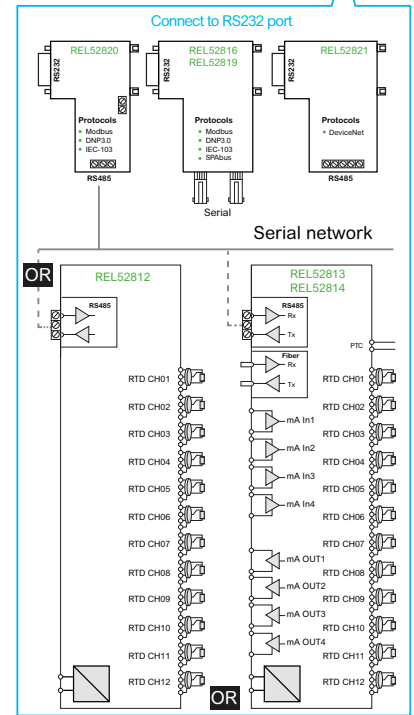 Connect to RS232 port
REL52820
RS232
Protocols
• Modbus
• DNP3.0
• IEC-103
RS485
REL52816
REL52819
RS232
Protocols
• Modbus
• DNP3.0
• IEC-103
• SPAbus
Serial
REL52821
RS232
Protocols
• DeviceNet
RS485
Serial network
OR
REL52812
RS485
RTD CH01
RTD CH02
RTD CH03
RTD CH04
RTD CH05
RTD CH06
RTD CH07
RTD CH08
RTD CH09
RTD CH10
RTD CH11
RTD CH12
OR
REL52813
REL52814
RS485
Rx
Tx
Fiber
Rx
Tx
mA In1
mA In2
mA In3
mA In4
mA OUT1
mA OUT2
mA OUT3
mA OUT4
PTC
RTD CH01
RTD CH02
RTD CH03
RTD CH04
RTD CH05
RTD CH06
RTD CH07
RTD CH08
RTD CH09
RTD CH10
RTD CH11
RTD CH12